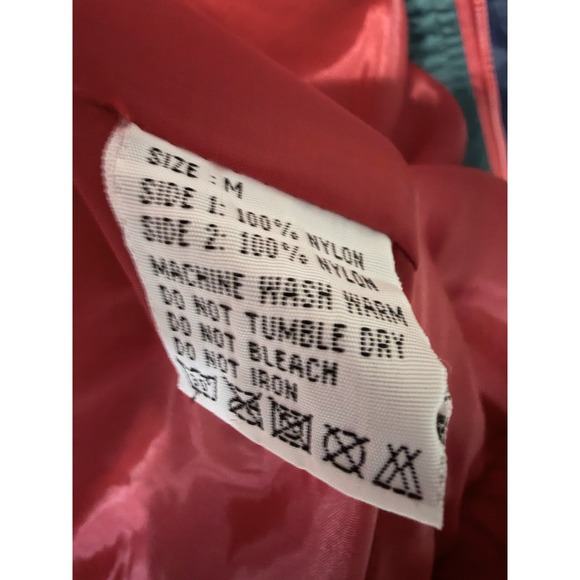 SIZE : M
SIDE 1: 100% NYLON
SIDE 2: 100% NYLON
MACHINE WASH WARM
DO NOT TUMBLE DRY
DO NOT BLEACH
DO NOT IRON